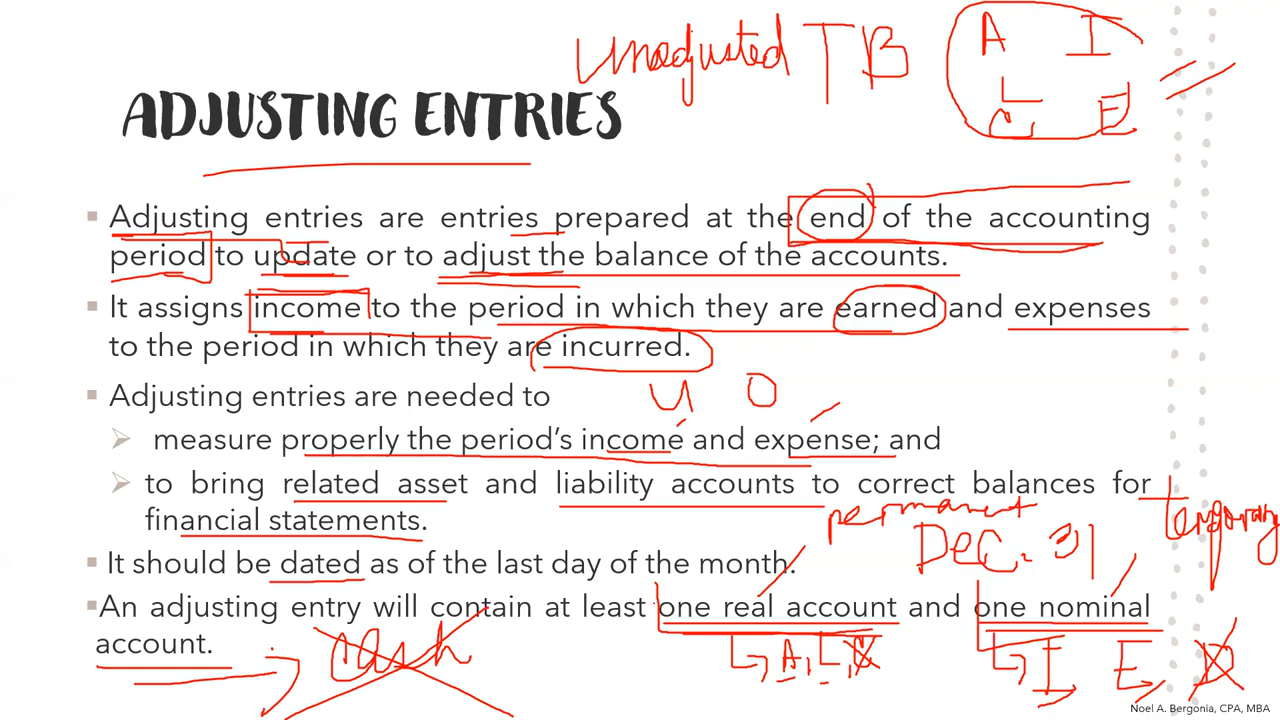 Unadjusted TB A I
L
C, E
ADJUSTING ENTRIES
▪ Adjusting entries are entries prepared at the end of the accounting
period to update or to adjust the balance of the accounts.
▪ It assigns income to the period in which they are earned and expenses
to the period in which they are incurred.
▪ Adjusting entries are needed to
U O
➢ measure properly the period's income and expense; and
➢ to bring related asset and liability accounts to correct balances for
financial statements.
permanent temporary
DEC. 31
▪ It should be dated as of the last day of the month.
▪An adjusting entry will contain at least one real account and one nominal
account.
cash
A, L, C I E, D
Noel A. Bergonia, CPA, MBA